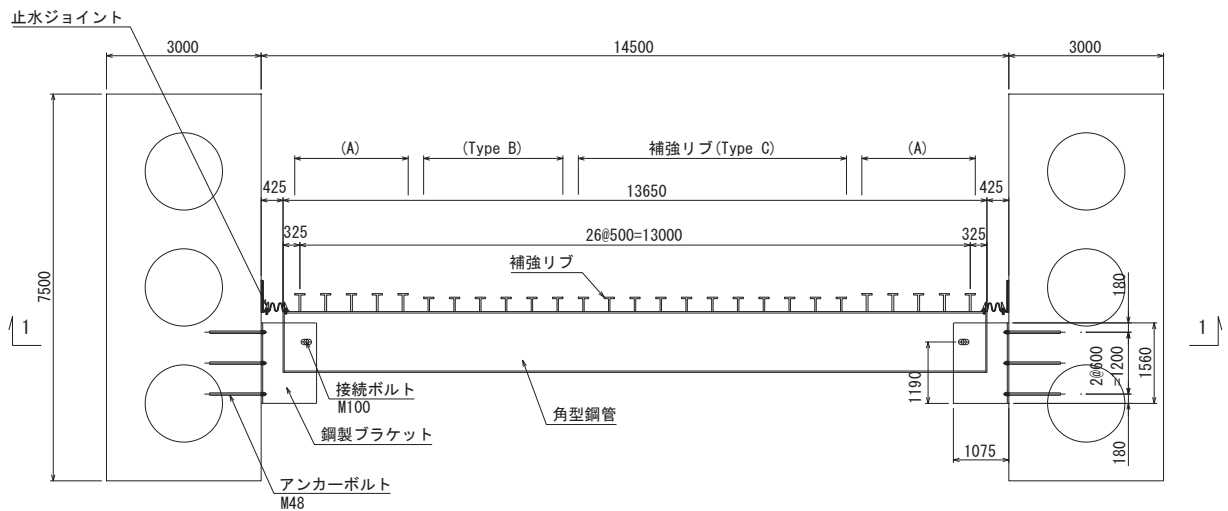 止水ジョイント
3000
14500
3000
(A)
(Type B)
補強リブ(Type C)
(A)
425
13650
425
325
26@500=13000
325
補強リブ
7500
180
1
1
2@600
=1200
1560
1190
接続ボルト
M100
角型鋼管
鋼製ブラケット
1075
180
アンカーボルト
M48